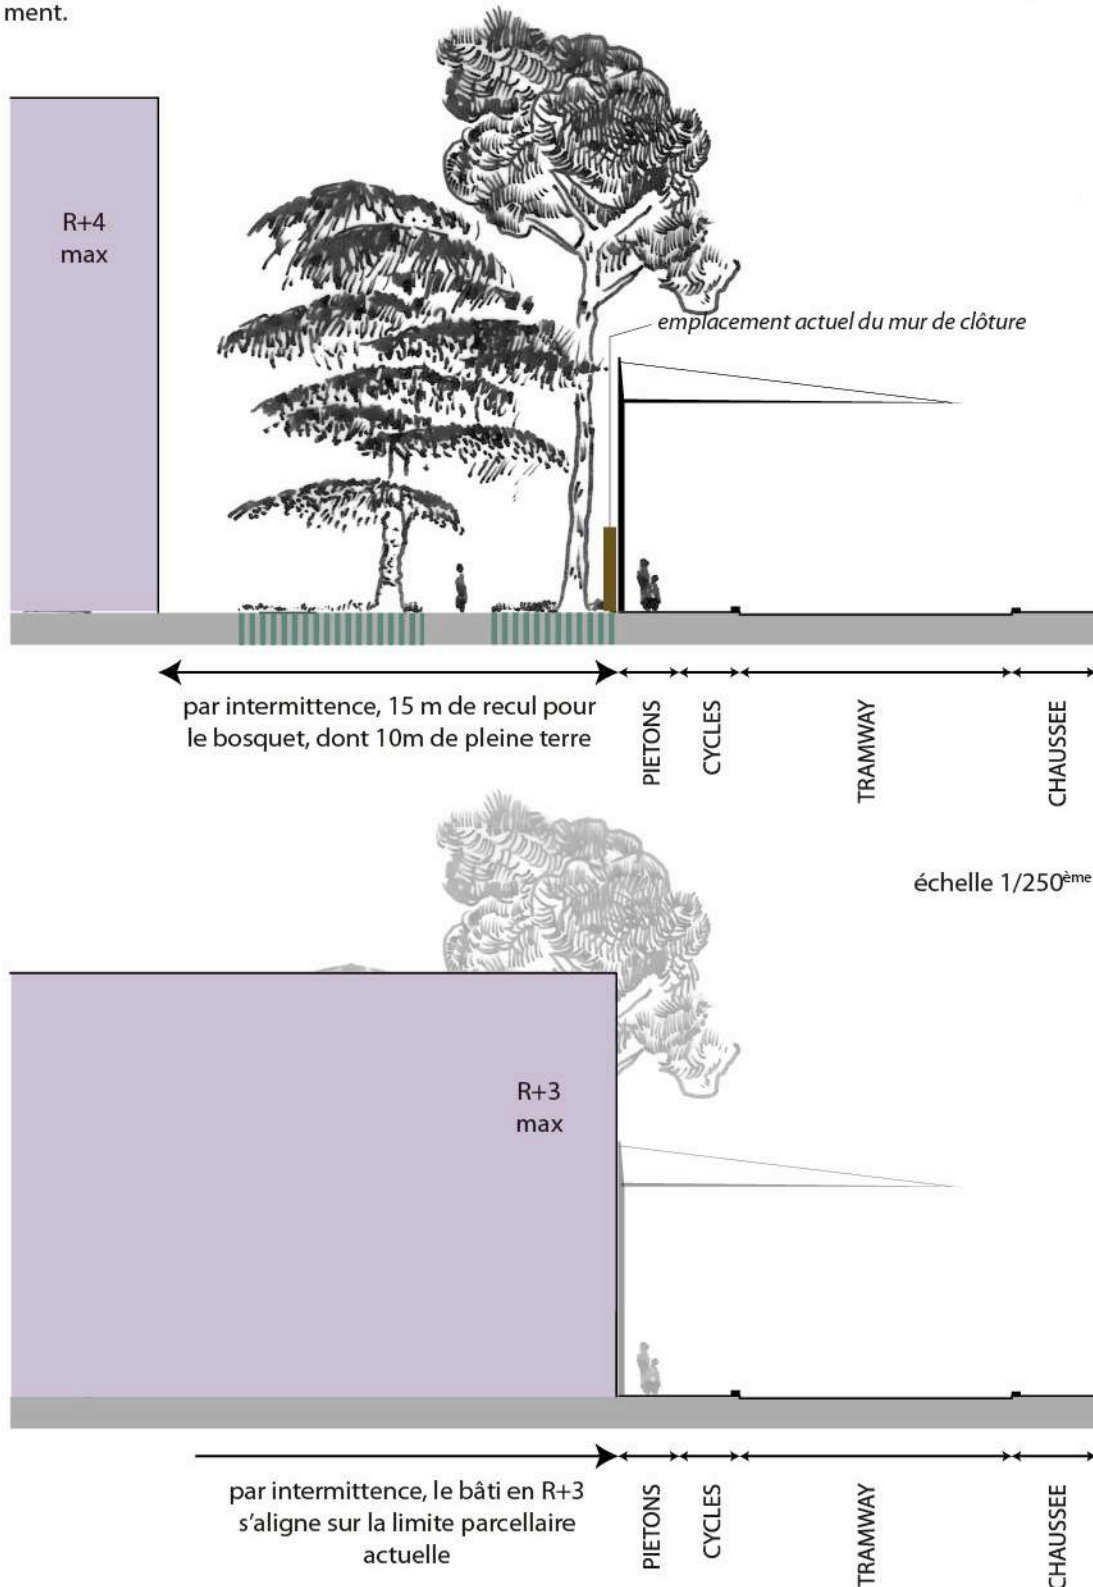 ment.
R+4
max
emplacement actuel du mur de clôture
par intermittence, 15 m de recul pour
le bosquet, dont 10m de pleine terre
PIETONS
CYCLES
TRAMWAY
CHAUSSEE
échelle 1/250ème
R+3
max
par intermittence, le bâti en R+3
s’aligne sur la limite parcellaire
actuelle
PIETONS
CYCLES
TRAMWAY
CHAUSSEE